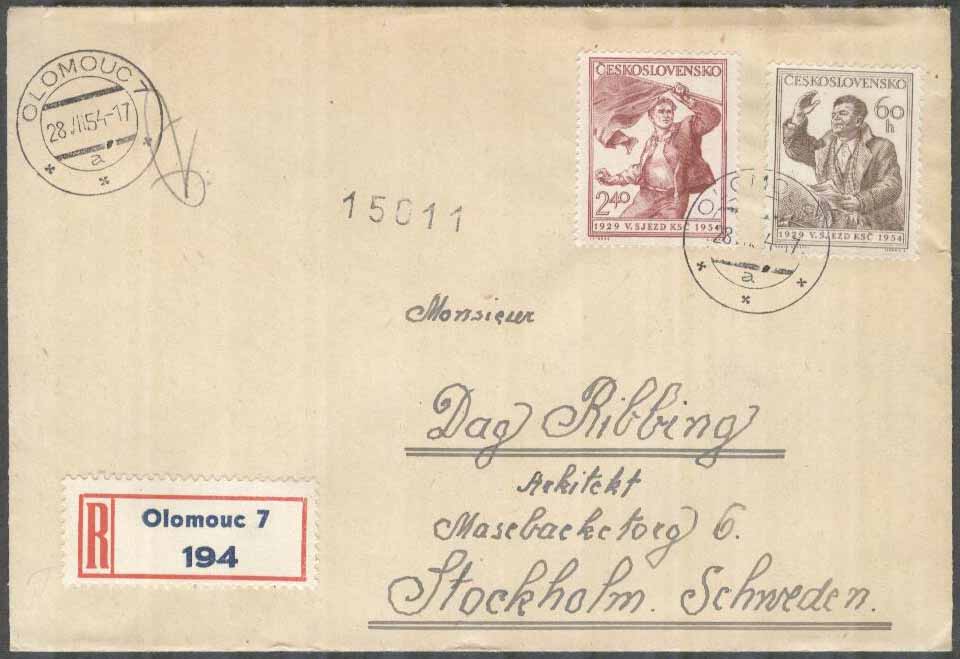 OLOMOUC 7
28.VII.54-17
a
ČESKOSLOVENSKO
2.40
1929 V. SJEZD KSČ 1954
ČESKOSLOVENSKO
60 h
1929 V. SJEZD KSČ 1954
a
15011
Monsieur
Dag Ribbing
Arkitekt
Masebacketorg 6.
Stockholm. Schweden.
R
Olomouc 7
194